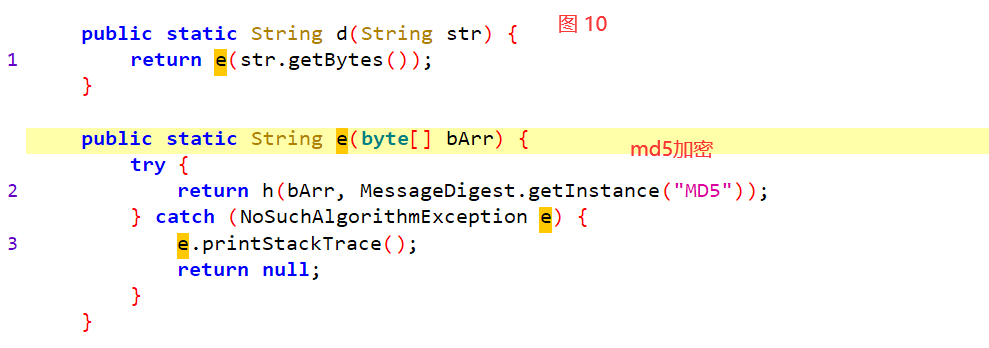 public static String d(String str) {
图 10
1 return e(str.getBytes());
}
public static String e(byte[] bArr) {
md5加密
try {
2 return h(bArr, MessageDigest.getInstance("MD5"));
} catch (NoSuchAlgorithmException e) {
3 e.printStackTrace();
return null;
}
}